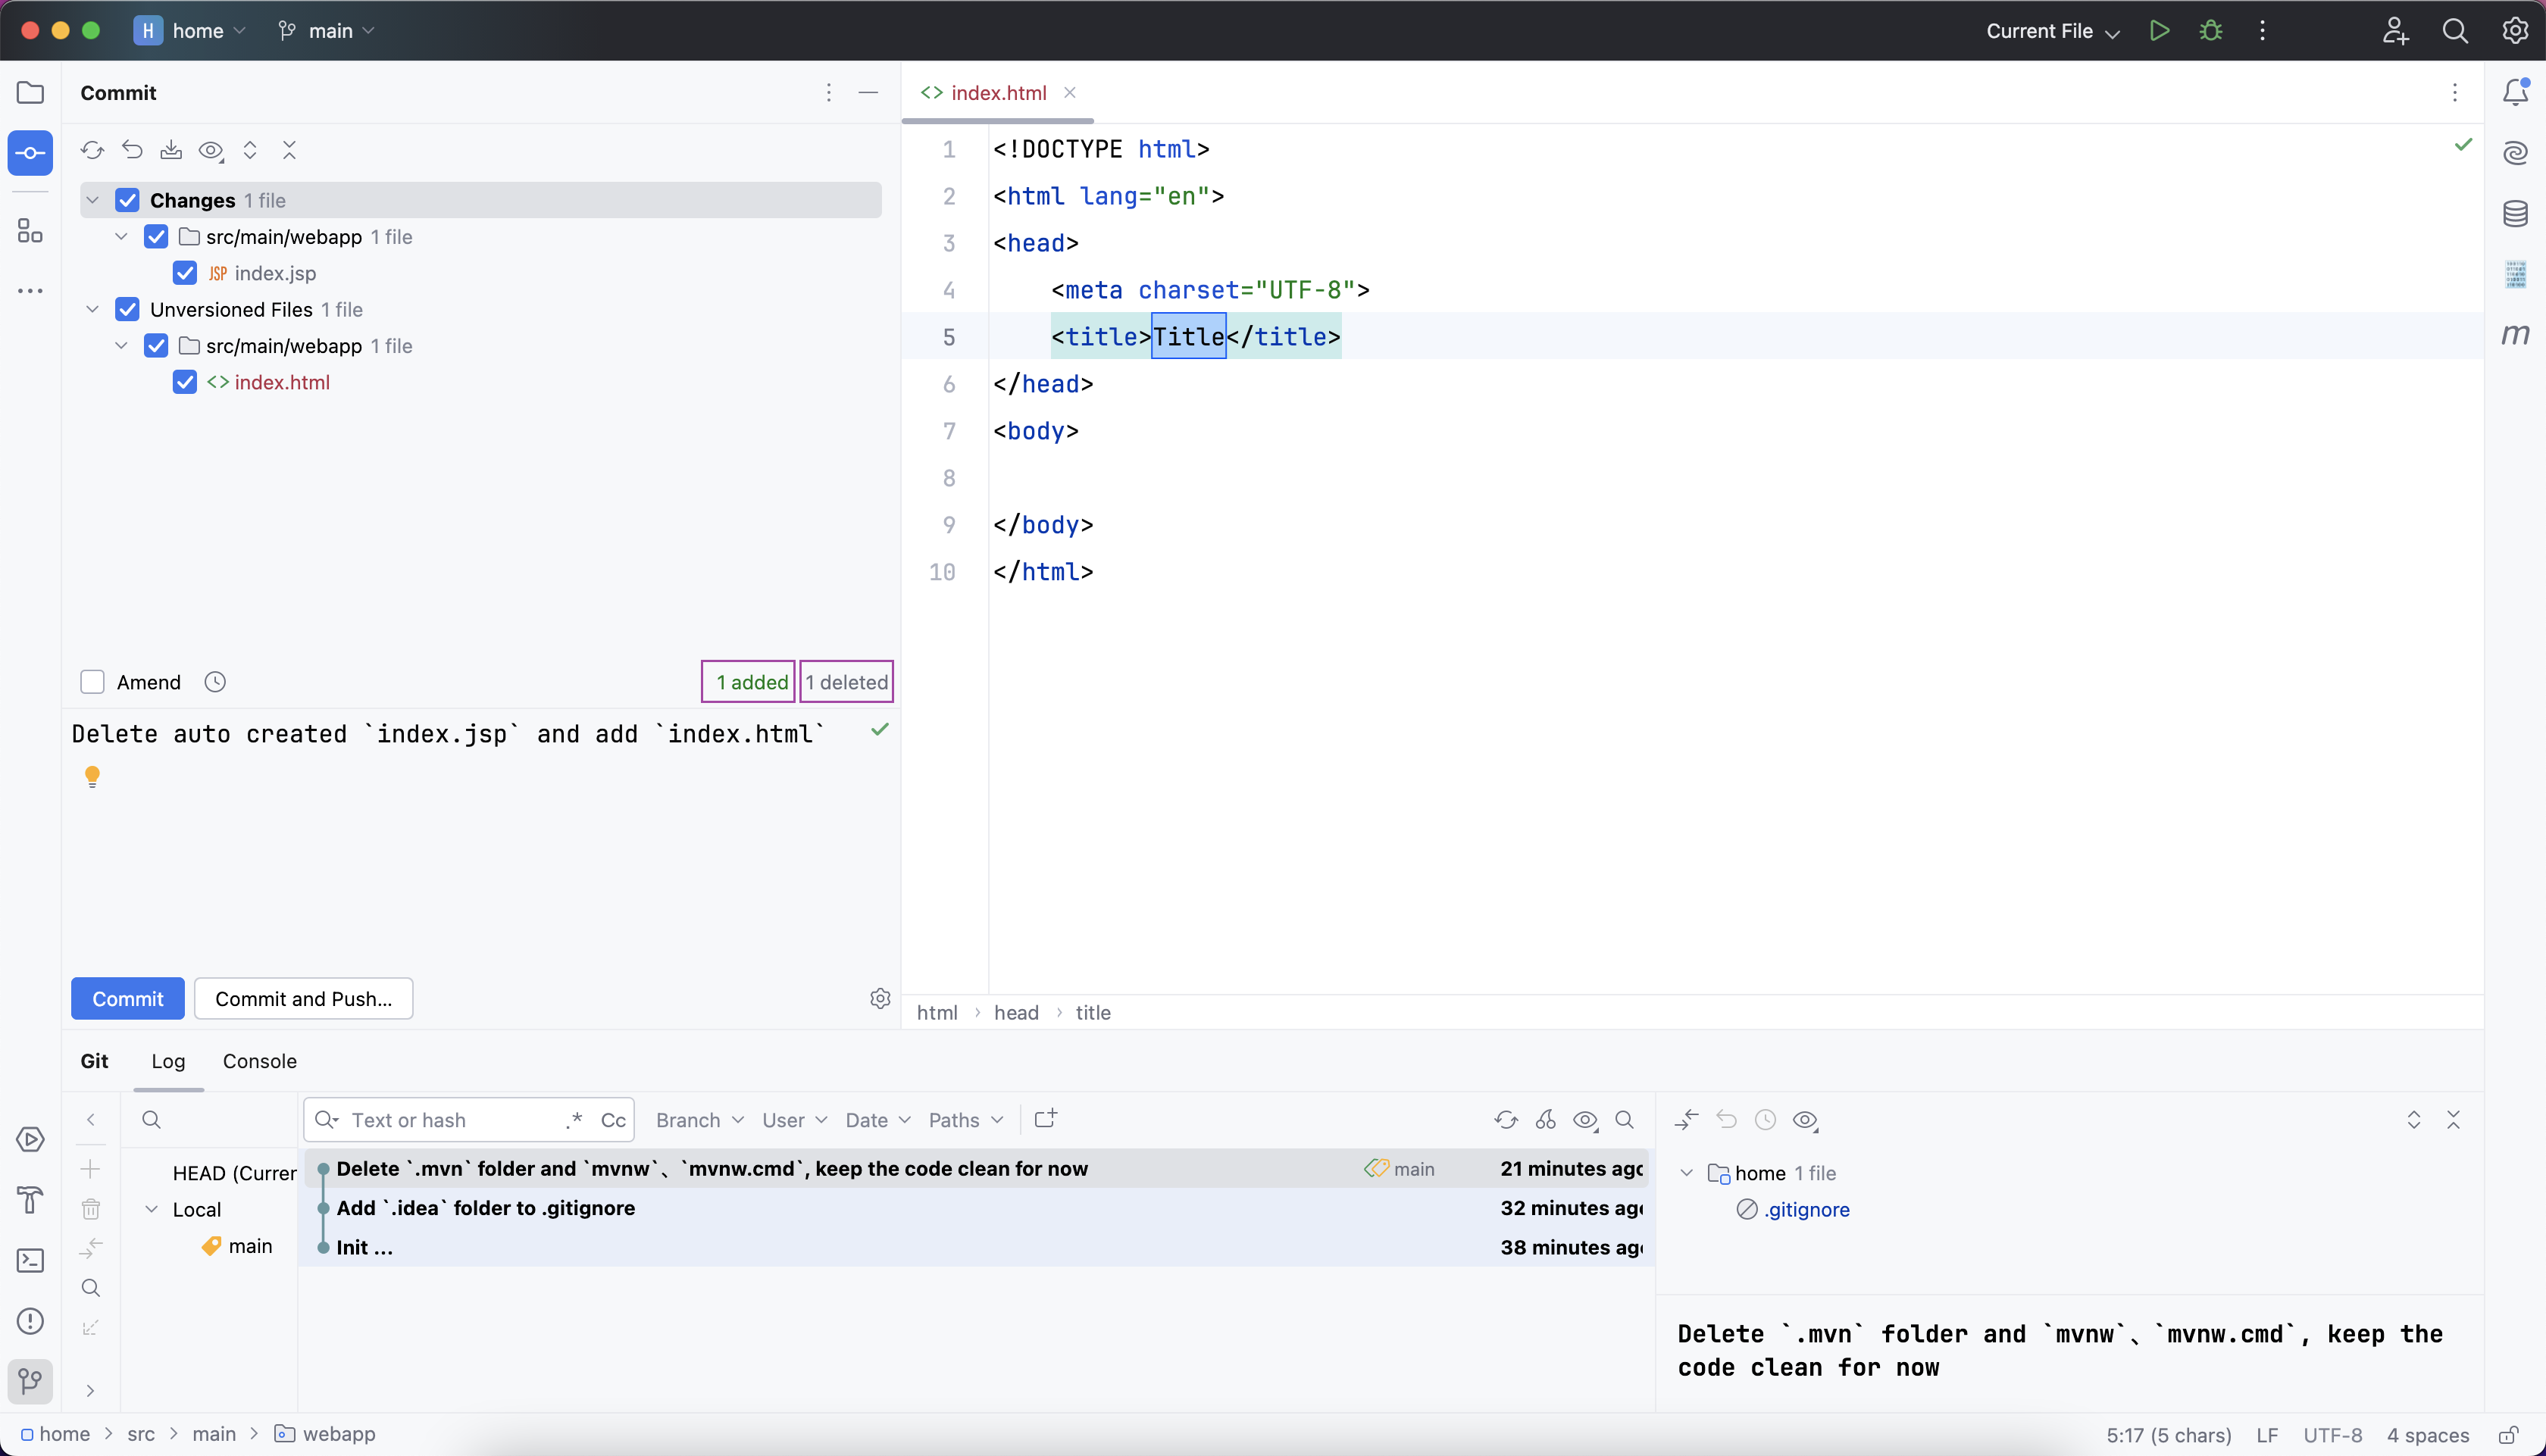 H home main Current File
Commit
index.html
Changes 1 file
src/main/webapp 1 file
JSP index.jsp
Unversioned Files 1 file
src/main/webapp 1 file
<> index.html
Amend 1 added 1 deleted
Delete auto created `index.jsp` and add `index.html`
Commit Commit and Push...
1 <!DOCTYPE html>
2 <html lang="en">
3 <head>
4 <meta charset="UTF-8">
5 <title>Title</title>
6 </head>
7 <body>
8
9 </body>
10 </html>
html › head › title
m
Git Log Console
Text or hash .* Cc Branch User Date Paths
HEAD (Curren
Local
main
Delete `.mvn` folder and `mvnw`、`mvnw.cmd`, keep the code clean for now main 21 minutes ago
Add `.idea` folder to .gitignore 32 minutes ago
Init ... 38 minutes ago
home 1 file
.gitignore
Delete `.mvn` folder and `mvnw`、`mvnw.cmd`, keep the
code clean for now
home > src > main > webapp 5:17 (5 chars) LF UTF-8 4 spaces